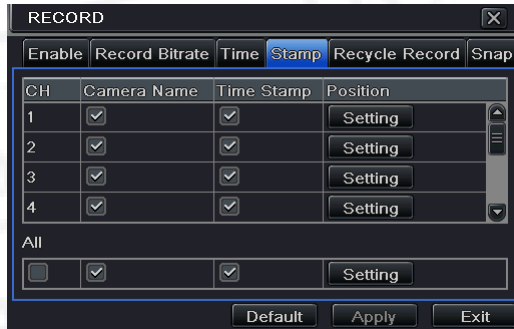 RECORD
Enable Record Bitrate Time Stamp Recycle Record Snap
CH Camera Name Time Stamp Position
1 Setting
2 Setting
3 Setting
4 Setting
All
Setting
Default Apply Exit